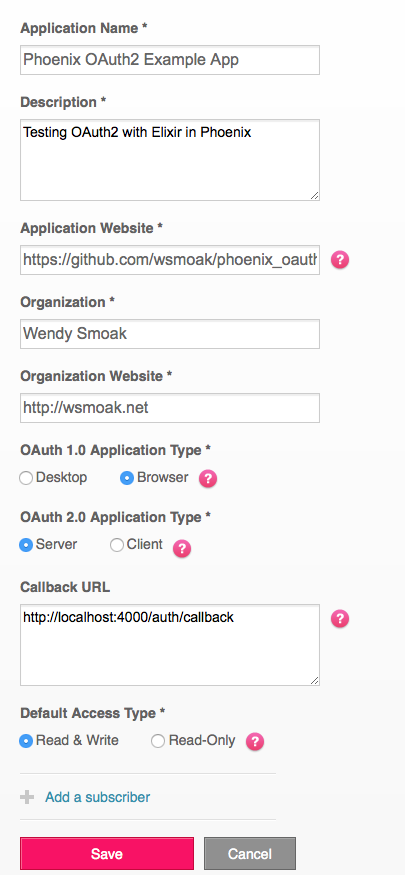 Application Name *
Phoenix OAuth2 Example App
Description *
Testing OAuth2 with Elixir in Phoenix
Application Website *
https://github.com/wsmoak/phoenix_oauth
?
Organization *
Wendy Smoak
Organization Website *
http://wsmoak.net
OAuth 1.0 Application Type *
Desktop Browser ?
OAuth 2.0 Application Type *
Server Client ?
Callback URL
http://localhost:4000/auth/callback
?
Default Access Type *
Read & Write Read-Only ?
Add a subscriber
Save Cancel